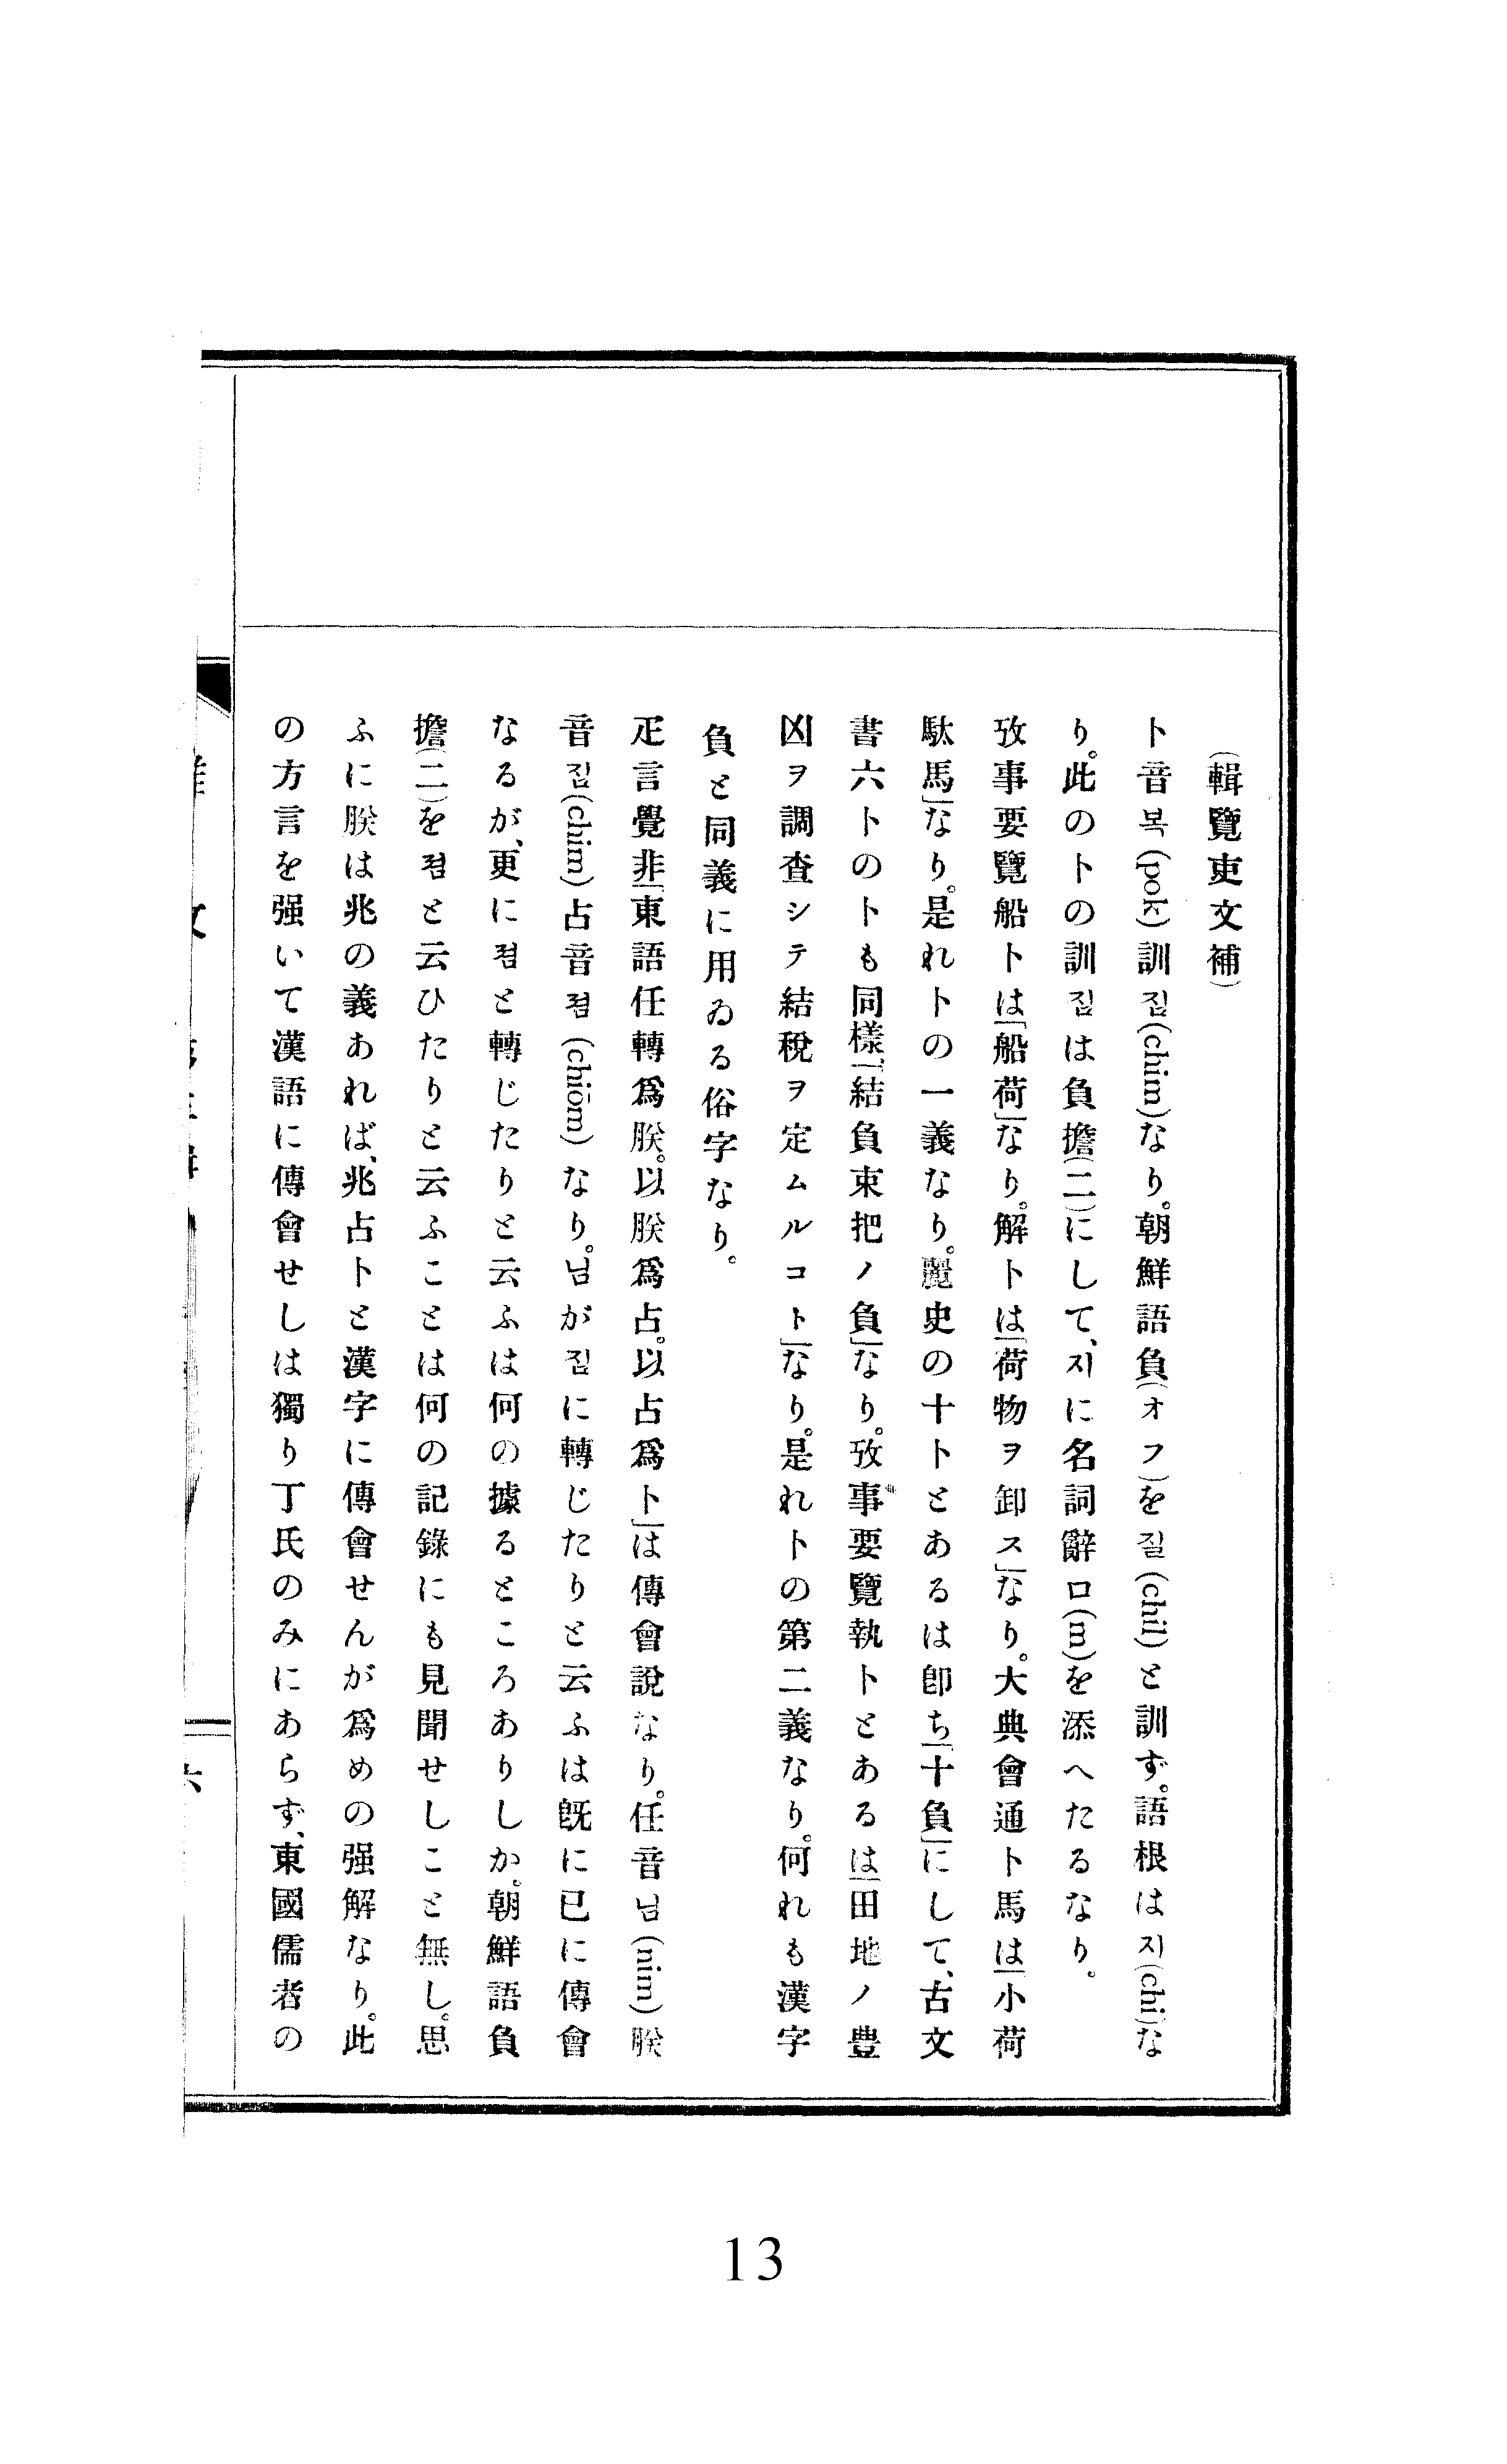 (輯覽吏文補)
卜音복(pok)訓짐(chim)なり。朝鮮語負(オフ)を질(chil)と訓ず。語根は지(chi)な
り。此の卜の訓짐は負擔(二)にして、지に名詞辭ㅁ(m)を添へたるなり。
攷事要覽船卜は「船荷」なり。解卜は「荷物ヲ卸ス」なり。大典會通卜馬は「小荷
駄馬」なり。是れ卜の一義なり。麗史の十卜とあるは卽ち「十負」にして、古文
書六卜の卜も同樣、「結負束把ノ負」なり。攷事要覽執卜とあるは「田地ノ豊
凶ヲ調査シテ結稅ヲ定ムルコト」なり。是れ卜の第二義なり。何れも漢字
負と同義に用ゐる俗字なり。
疋言覺非「東語任轉爲朕。以朕爲占。以占爲卜」は傳會說なり。任音님(nim)朕
音짐(chim)占音졈(chiŏm)なり。님が짐に轉じたりと云ふは旣に已に傳會
なるが、更に졈と轉じたりと云ふは何の據るところありしか。朝鮮語負
擔(二)を졈と云ひたりと云ふことは何の記錄にも見聞せしこと無し。思
ふに朕は兆の義あれば、兆占卜と漢字に傳會せんが爲めの强解なり。此
の方言を强いて漢語に傳會せしは獨り丁氏のみにあらず、東國儒者の
13